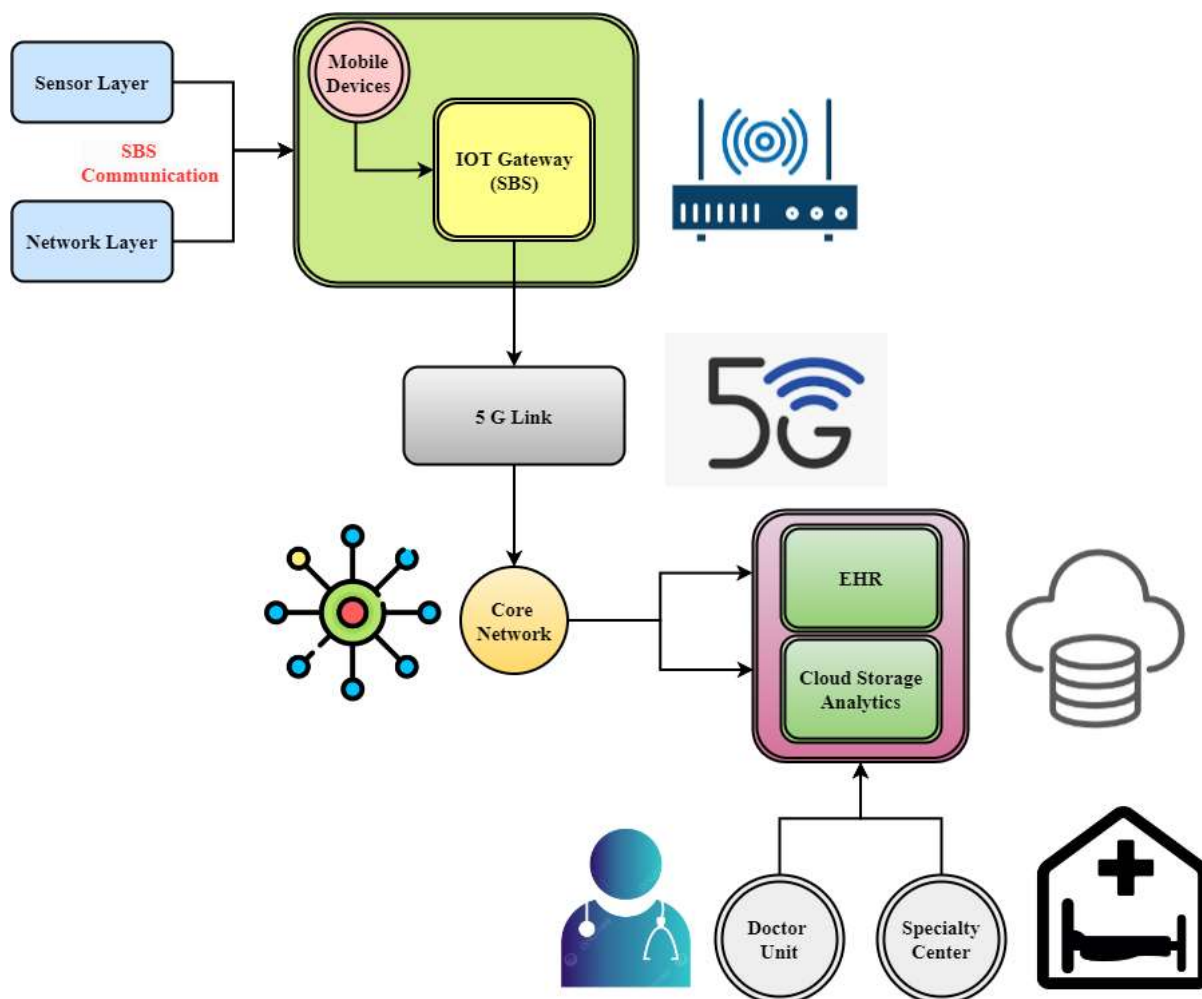 Sensor Layer
SBS
Communication
Network Layer
Mobile
Devices
IOT Gateway
(SBS)
5 G Link
5G
Core
Network
EHR
Cloud Storage
Analytics
Doctor
Unit
Specialty
Center